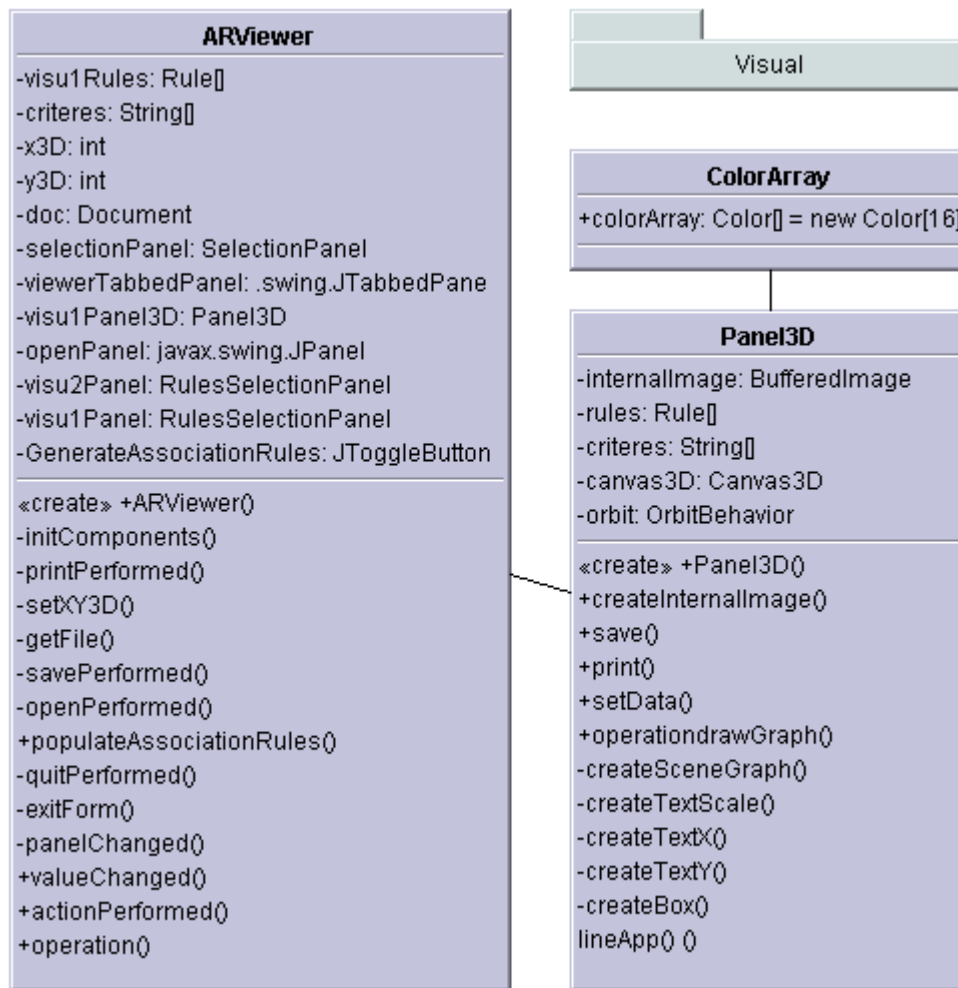 ARViewer
-visu1Rules: Rule[]
-criteres: String[]
-x3D: int
-y3D: int
-doc: Document
-selectionPanel: SelectionPanel
-viewerTabbedPanel: .swing.JTabbedPane
-visu1Panel3D: Panel3D
-openPanel: javax.swing.JPanel
-visu2Panel: RulesSelectionPanel
-visu1Panel: RulesSelectionPanel
-GenerateAssociationRules: JToggleButton
«create» +ARViewer()
-initComponents()
-printPerformed()
-setXY3D()
-getFile()
-savePerformed()
-openPerformed()
+populateAssociationRules()
-quitPerformed()
-exitForm()
-panelChanged()
+valueChanged()
+actionPerformed()
+operation()
Visual
ColorArray
+colorArray: Color[] = new Color[16]
Panel3D
-internalImage: BufferedImage
-rules: Rule[]
-criteres: String[]
-canvas3D: Canvas3D
-orbit: OrbitBehavior
«create» +Panel3D()
+createInternalImage()
+save()
+print()
+setData()
+operationdrawGraph()
-createSceneGraph()
-createTextScale()
-createTextX()
-createTextY()
-createBox()
lineApp() ()